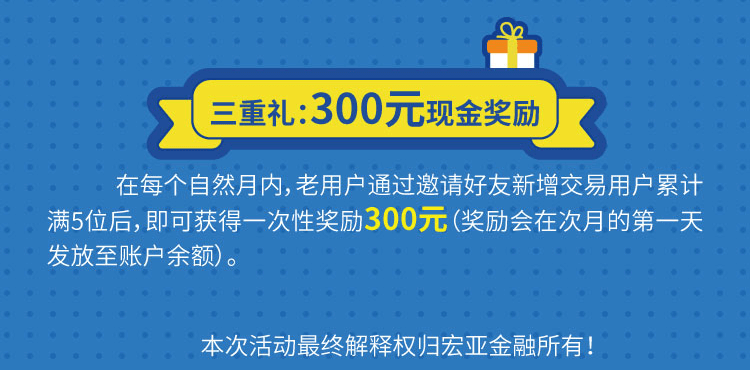 三重礼:300元现金奖励
在每个自然月内，老用户通过邀请好友新增交易用户累计
满5位后，即可获得一次性奖励300元（奖励会在次月的第一天
发放至账户余额）。
本次活动最终解释权归宏亚金融所有！